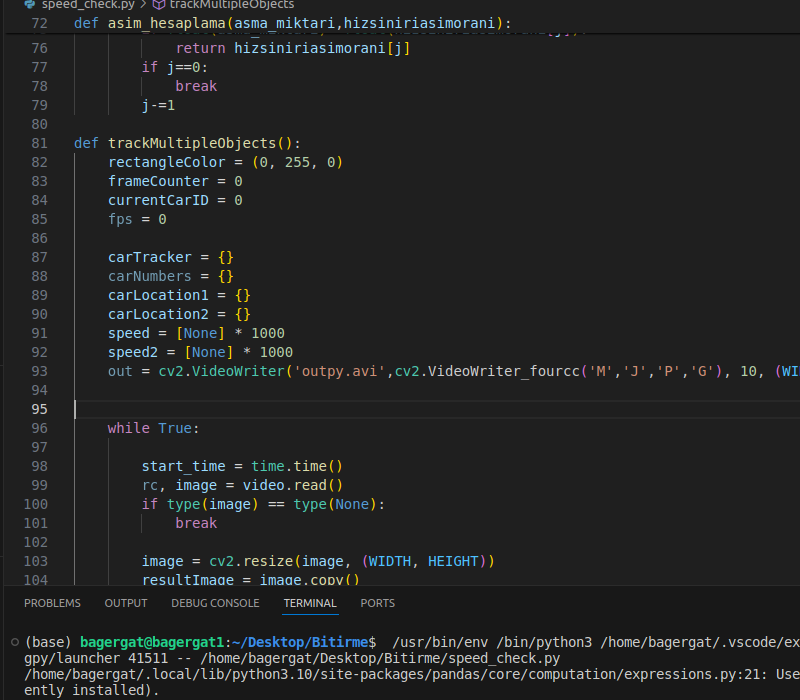 speed_check.py > trackMultipleObjects
72 def asim_hesaplama(asma_miktari,hizsiniriasimorani):
76 return hizsiniriasimorani[j]
77 if j==0:
78 break
79 j-=1
80
81 def trackMultipleObjects():
82 rectangleColor = (0, 255, 0)
83 frameCounter = 0
84 currentCarID = 0
85 fps = 0
86
87 carTracker = {}
88 carNumbers = {}
89 carLocation1 = {}
90 carLocation2 = {}
91 speed = [None] * 1000
92 speed2 = [None] * 1000
93 out = cv2.VideoWriter('outpy.avi',cv2.VideoWriter_fourcc('M','J','P','G'), 10, (WI
94
95
96 while True:
97
98 start_time = time.time()
99 rc, image = video.read()
100 if type(image) == type(None):
101 break
102
103 image = cv2.resize(image, (WIDTH, HEIGHT))
104 resultImage = image.copy()
PROBLEMS OUTPUT DEBUG CONSOLE TERMINAL PORTS
(base) bagergat@bagergat1:~/Desktop/Bitirme$ /usr/bin/env /bin/python3 /home/bagergat/.vscode/ex
gpy/launcher 41511 -- /home/bagergat/Desktop/Bitirme/speed_check.py
/home/bagergat/.local/lib/python3.10/site-packages/pandas/core/computation/expressions.py:21: Use
ently installed).